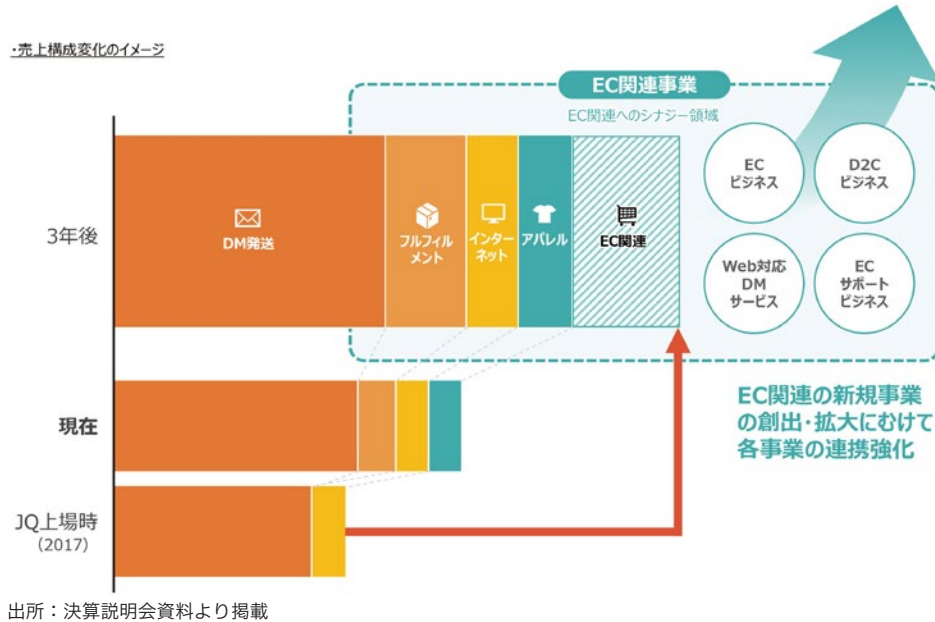 ・売上構成変化のイメージ
EC関連事業
EC関連へのシナジー領域
3年後
DM発送
フルフィル
メント
インター
ネット
アパレル
EC関連
EC
ビジネス
D2C
ビジネス
Web対応
DM
サービス
EC
サポート
ビジネス
現在
EC関連の新規事業
の創出・拡大にむけて
各事業の連携強化
JQ上場時
(2017)
出所：決算説明会資料より掲載